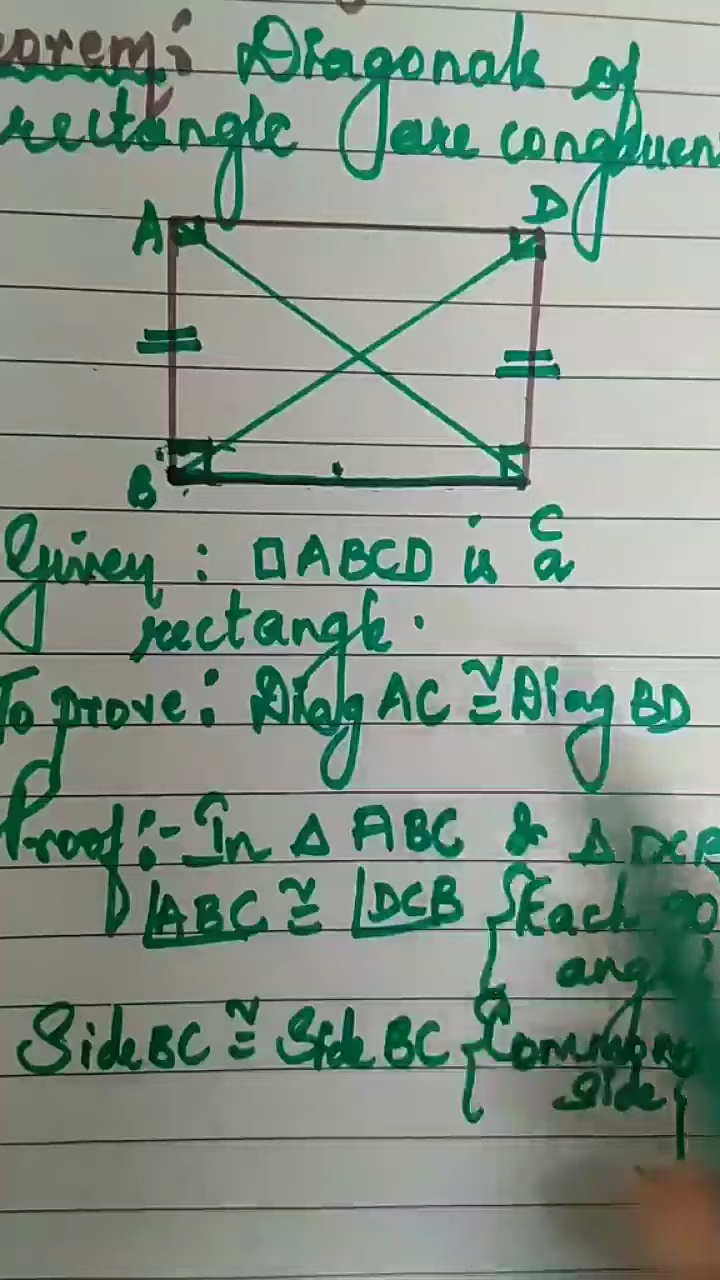 orem: Diagonals of
rectangle are congruen
A D
B
C
Given : □ABCD is a
rectangle.
To prove: Diag AC ≅ Diag BD
Proof:- In Δ ABC & Δ DCB
∠ABC ≅ ∠DCB {Each 90
angle
Side BC ≅ Side BC {Common
side